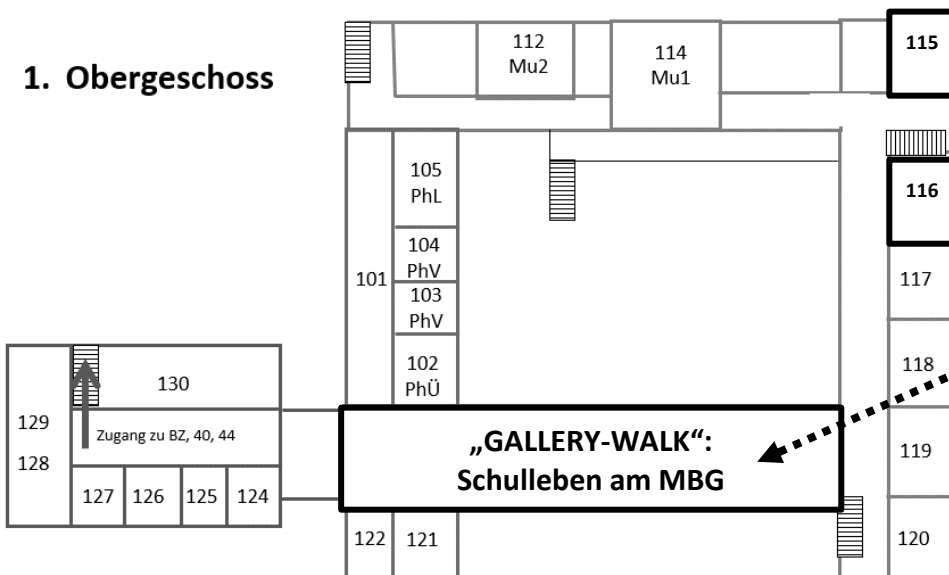 1. Obergeschoss
112
Mu2
114
Mu1
115
105
PhL
116
104
PhV
101
103
PhV
117
102
PhÜ
118
130
129
Zugang zu BZ, 40, 44
128
„GALLERY-WALK“:
Schulleben am MBG
119
127
126
125
124
122
121
120